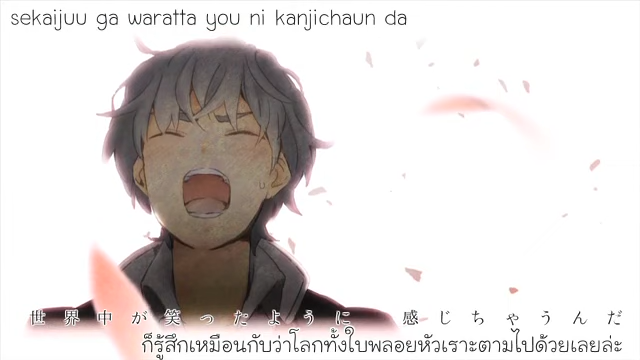 sekaijuu ga waratta you ni kanjichaun da
世界中が笑ったように 感じちゃうんだ
ก็รู้สึกเหมือนกับว่าโลกทั้งใบพลอยหัวเราะตามไปด้วยเลยล่ะ